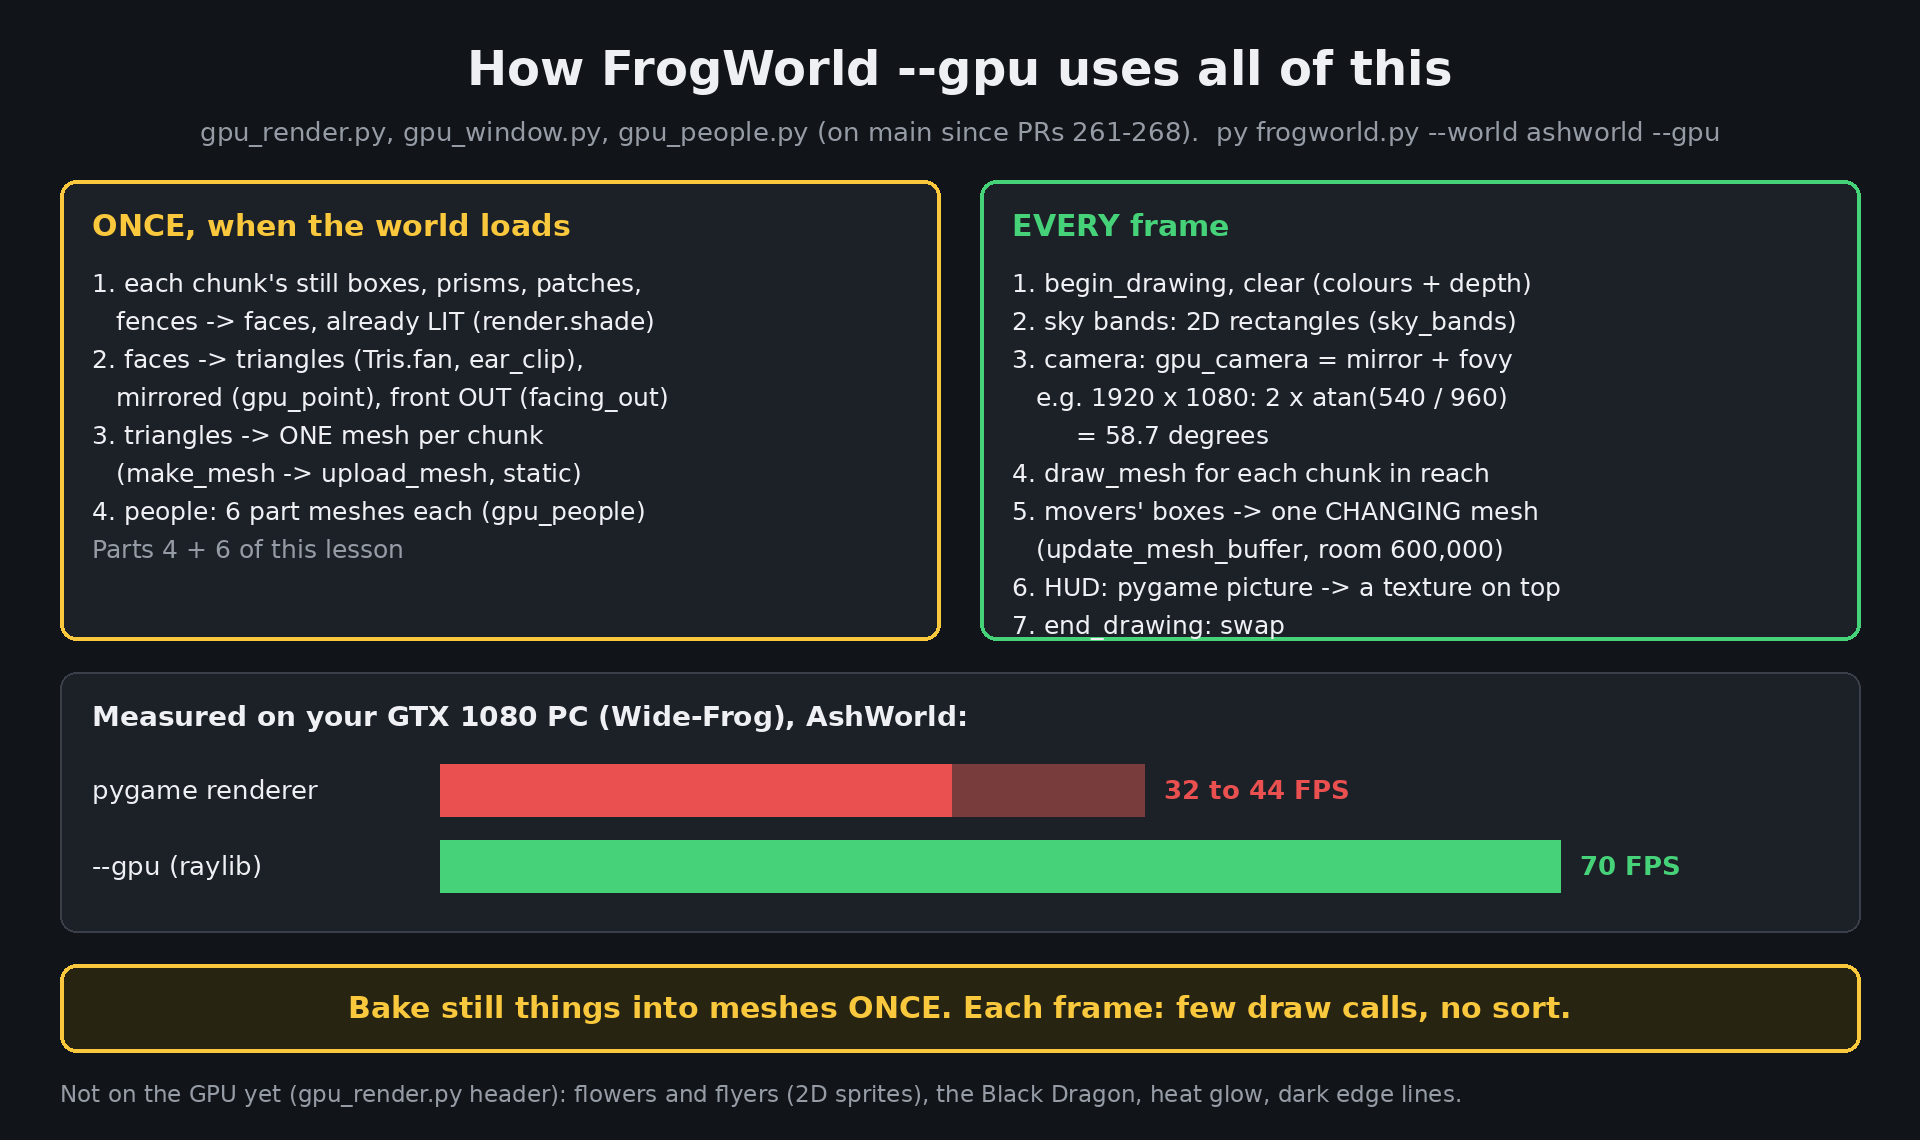 How FrogWorld --gpu uses all of this
gpu_render.py, gpu_window.py, gpu_people.py (on main since PRs 261-268).  py frogworld.py --world ashworld --gpu
ONCE, when the world loads
1. each chunk's still boxes, prisms, patches,
fences -> faces, already LIT (render.shade)
2. faces -> triangles (Tris.fan, ear_clip),
mirrored (gpu_point), front OUT (facing_out)
3. triangles -> ONE mesh per chunk
(make_mesh -> upload_mesh, static)
4. people: 6 part meshes each (gpu_people)
Parts 4 + 6 of this lesson
EVERY frame
1. begin_drawing, clear (colours + depth)
2. sky bands: 2D rectangles (sky_bands)
3. camera: gpu_camera = mirror + fovy
e.g. 1920 x 1080: 2 x atan(540 / 960)
= 58.7 degrees
4. draw_mesh for each chunk in reach
5. movers' boxes -> one CHANGING mesh
(update_mesh_buffer, room 600,000)
6. HUD: pygame picture -> a texture on top
7. end_drawing: swap
Measured on your GTX 1080 PC (Wide-Frog), AshWorld:
pygame renderer
32 to 44 FPS
--gpu (raylib)
70 FPS
Bake still things into meshes ONCE. Each frame: few draw calls, no sort.
Not on the GPU yet (gpu_render.py header): flowers and flyers (2D sprites), the Black Dragon, heat glow, dark edge lines.